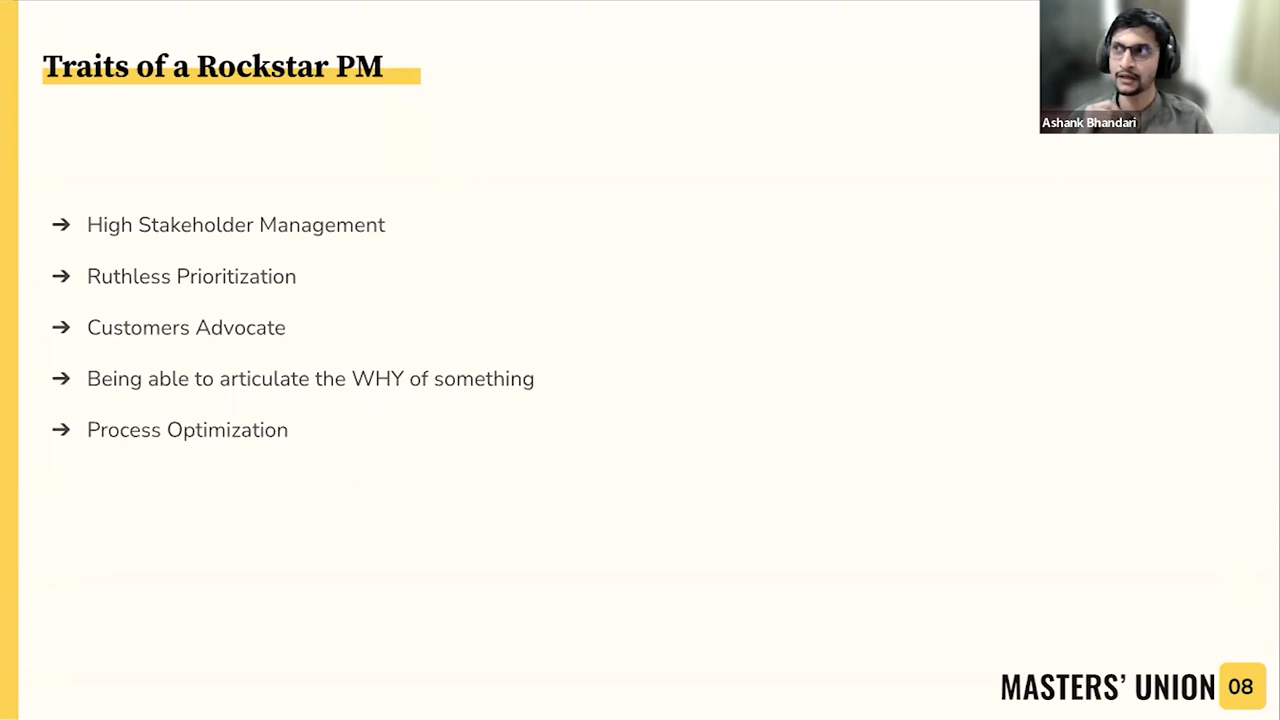 Traits of a Rockstar PM
Ashank Bhandari
➔ High Stakeholder Management
➔ Ruthless Prioritization
➔ Customers Advocate
➔ Being able to articulate the WHY of something
➔ Process Optimization
MASTERS’ UNION 08